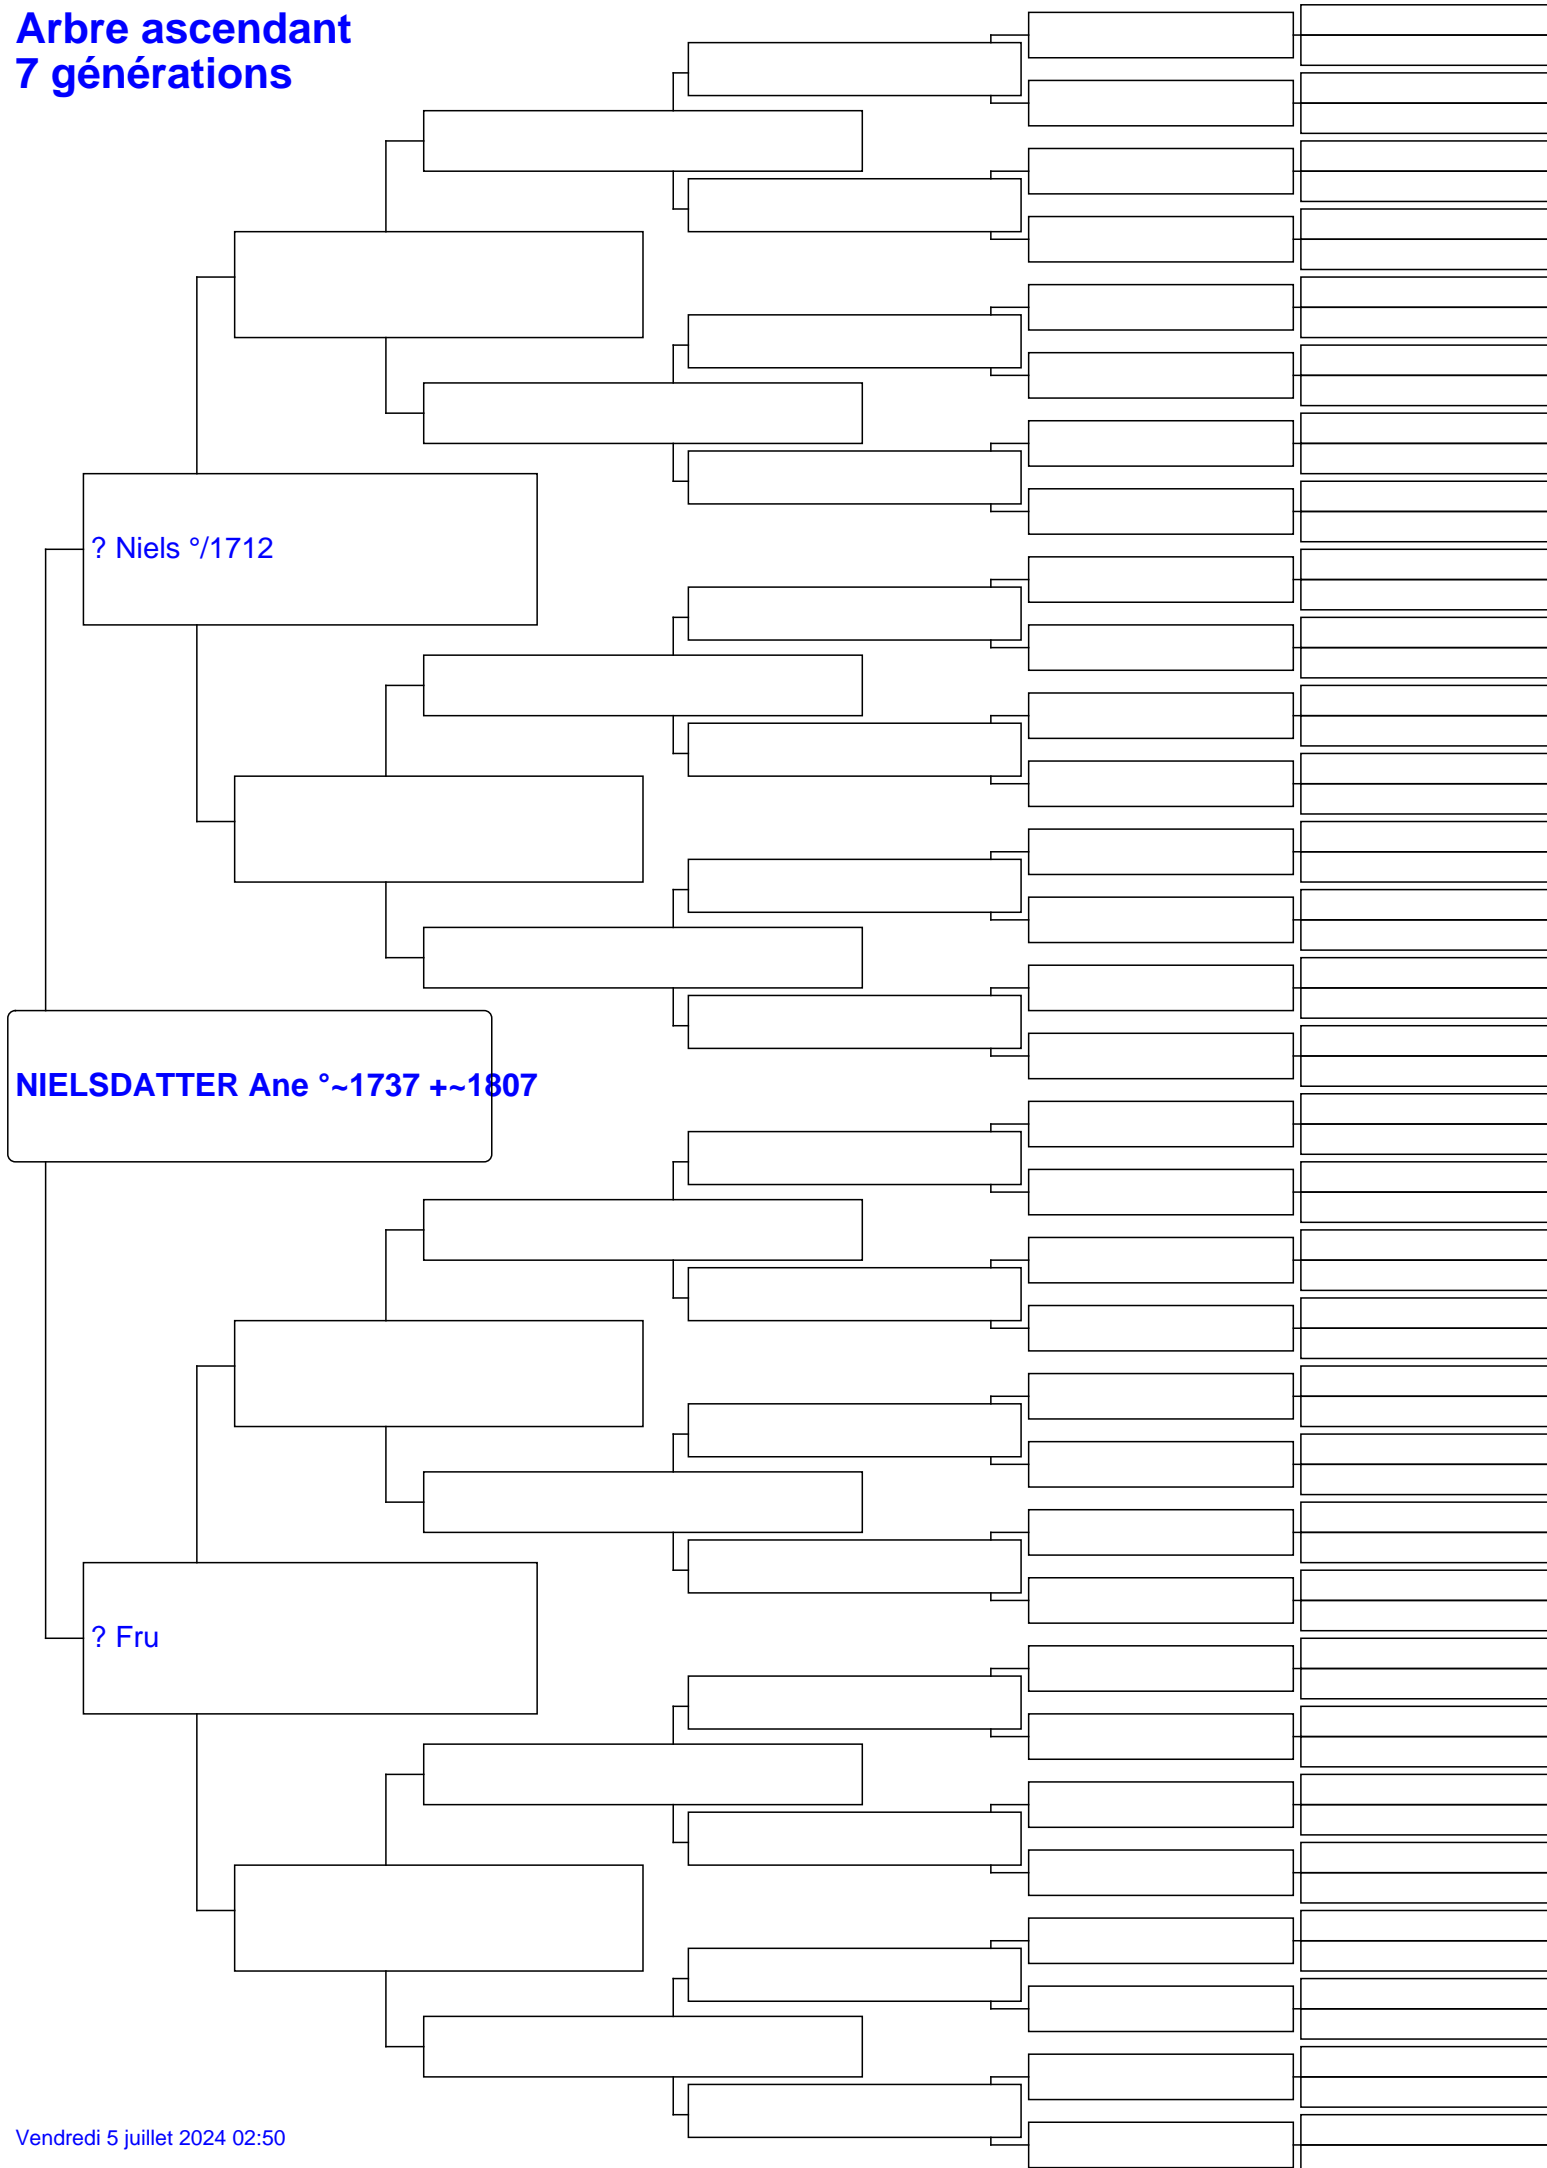 Arbre ascendant
7 générations
? Niels °/1712
NIELSDATTER Ane °~1737 +~1807
? Fru
Vendredi 5 juillet 2024 02:50